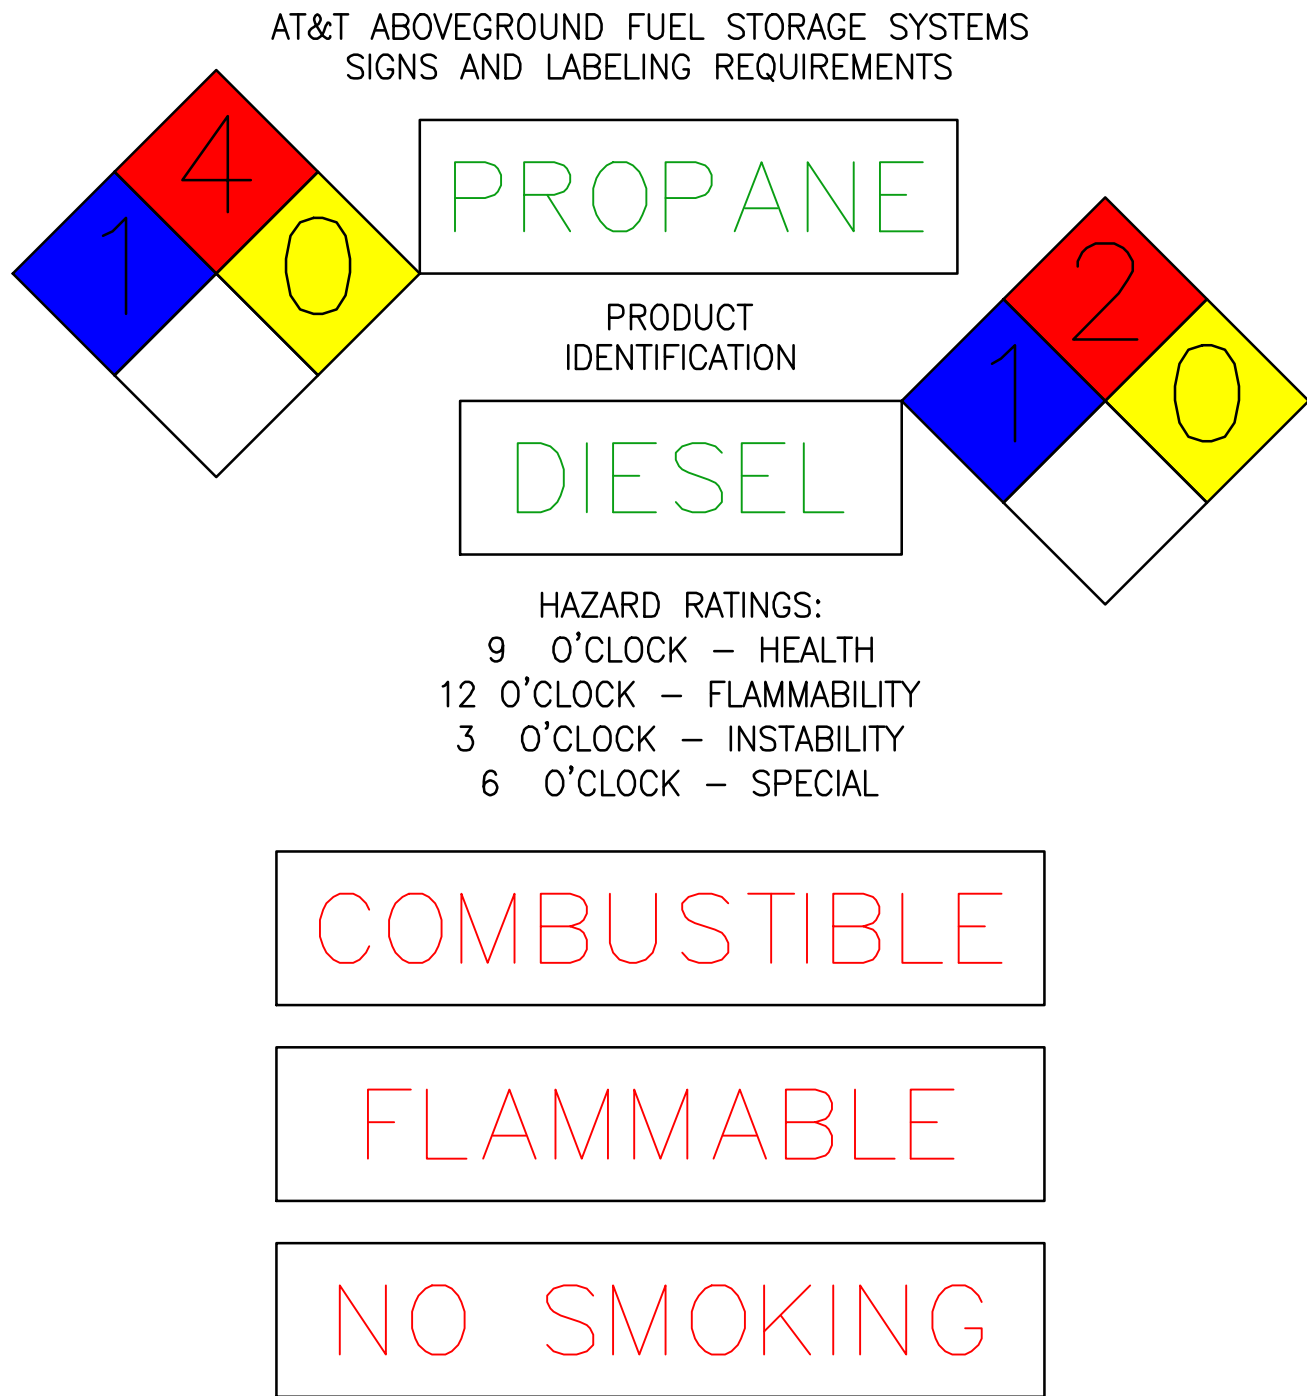 AT&T ABOVEGROUND FUEL STORAGE SYSTEMS
SIGNS AND LABELING REQUIREMENTS
4
1 0
PROPANE
PRODUCT
IDENTIFICATION
2
1 0
DIESEL
HAZARD RATINGS:
9 O'CLOCK – HEALTH
12 O'CLOCK – FLAMMABILITY
3 O'CLOCK – INSTABILITY
6 O'CLOCK – SPECIAL
COMBUSTIBLE
FLAMMABLE
NO SMOKING